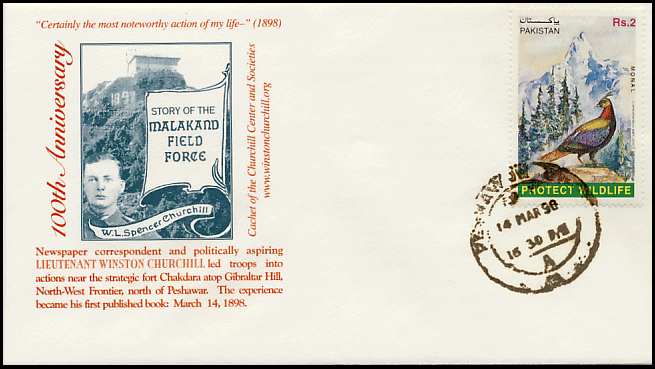 "Certainly the most noteworthy action of my life–" (1898)
100th Anniversary
1897
STORY OF THE
MALAKAND
FIELD
FORCE
W.L. Spencer Churchill
Cachet of the Churchill Center and Societies
www.winstonchurchill.org
Newspaper correspondent and politically aspiring
LIEUTENANT WINSTON CHURCHILL led troops into
actions near the strategic fort Chakdara atop Gibraltar Hill,
North-West Frontier, north of Peshawar. The experience
became his first published book: March 14, 1898.
پاکستان
PAKISTAN
Rs.2
MONAL
PROTECT WILDLIFE
14 MAR 98
16 30 PM
A